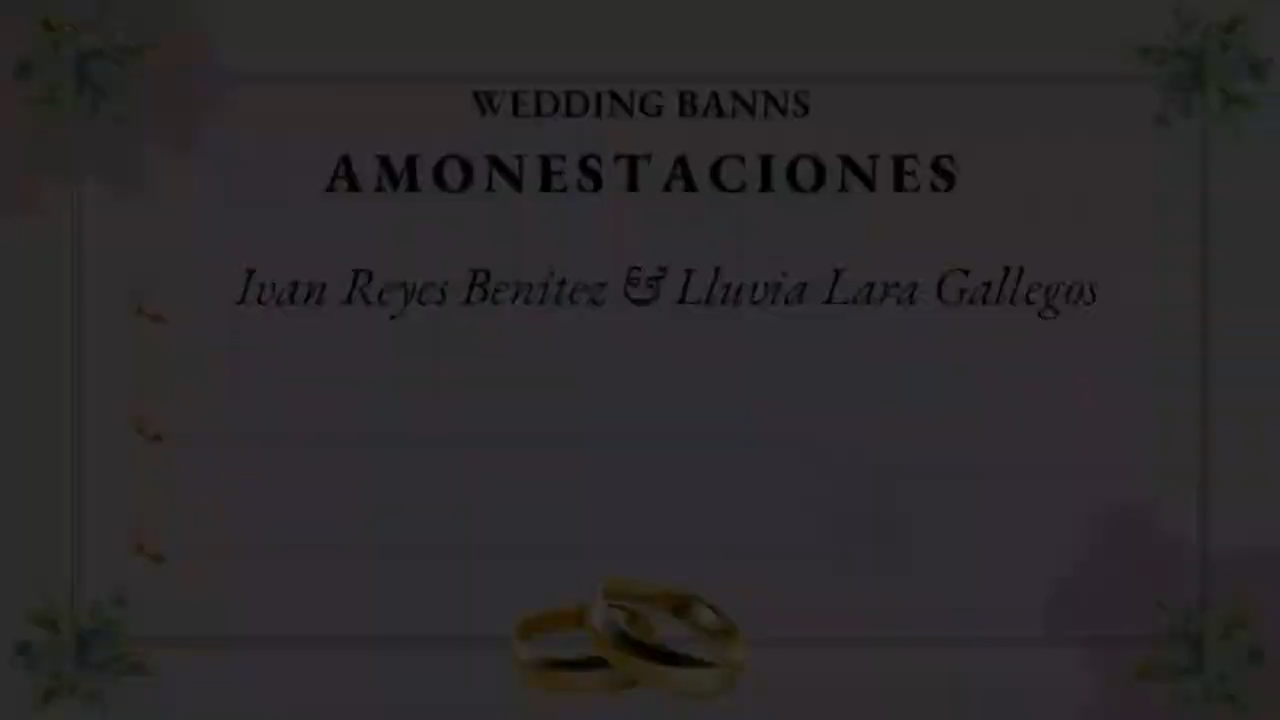 WEDDING BANNS
AMONESTACIONES
Ivan Reyes Benitez & Lluvia Lara Gallegos